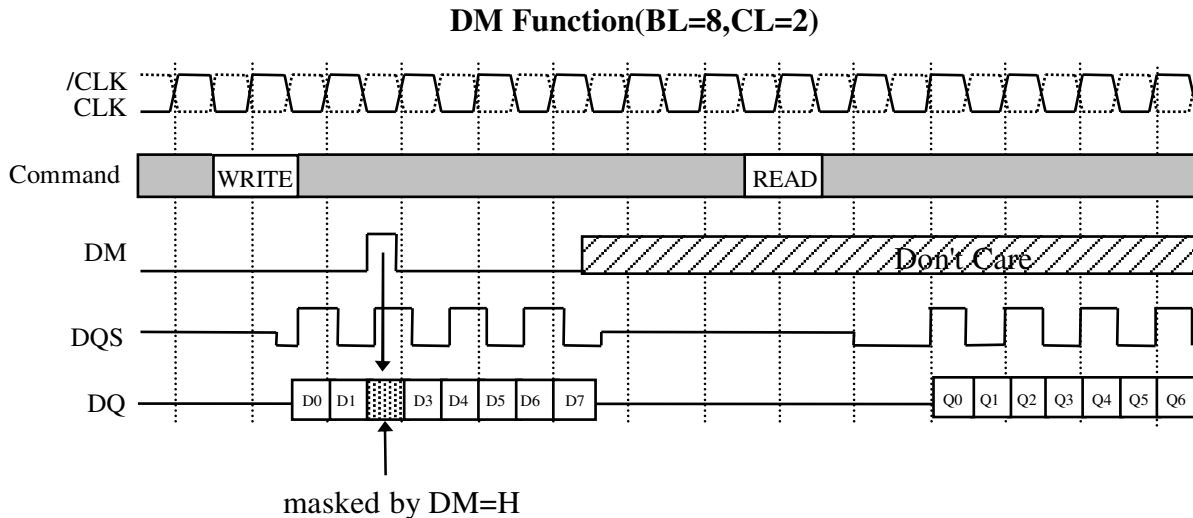 DM Function(BL=8,CL=2)
/CLK
CLK
Command
WRITE
READ
DM
Don't Care
DQS
DQ
D0 D1 D3 D4 D5 D6 D7
Q0 Q1 Q2 Q3 Q4 Q5 Q6
masked by DM=H